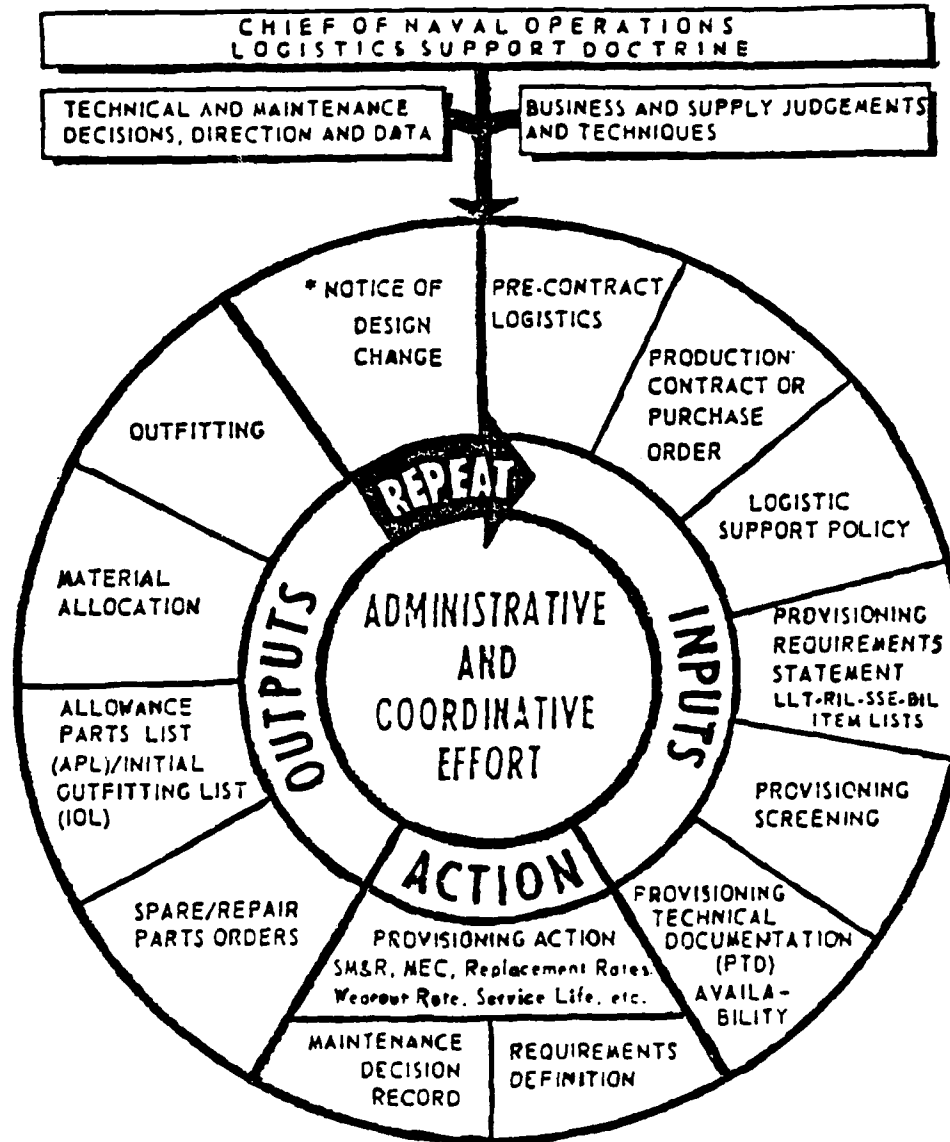 CHIEF OF NAVAL OPERATIONS
LOGISTICS SUPPORT DOCTRINE
TECHNICAL AND MAINTENANCE
DECISIONS, DIRECTION AND DATA
BUSINESS AND SUPPLY JUDGEMENTS
AND TECHNIQUES
* NOTICE OF
DESIGN
CHANGE
PRE-CONTRACT
LOGISTICS
PRODUCTION
CONTRACT OR
PURCHASE
ORDER
LOGISTIC
SUPPORT POLICY
PROVISIONING
REQUIREMENTS
STATEMENT
LLT-RIL-SSE-BIL
ITEM LISTS
PROVISIONING
SCREENING
PROVISIONING
TECHNICAL
DOCUMENTATION
(PTD)
AVAILA-
BILITY
PROVISIONING ACTION
SM&R, MEC, Replacement Rates
Wearout Rate, Service Life, etc.
REQUIREMENTS
DEFINITION
MAINTENANCE
DECISION
RECORD
SPARE/REPAIR
PARTS ORDERS
ALLOWANCE
PARTS LIST
(APL)/INITIAL
OUTFITTING LIST
(IOL)
MATERIAL
ALLOCATION
OUTFITTING
REPEAT
INPUTS
ACTION
OUTPUTS
ADMINISTRATIVE
AND
COORDINATIVE
EFFORT